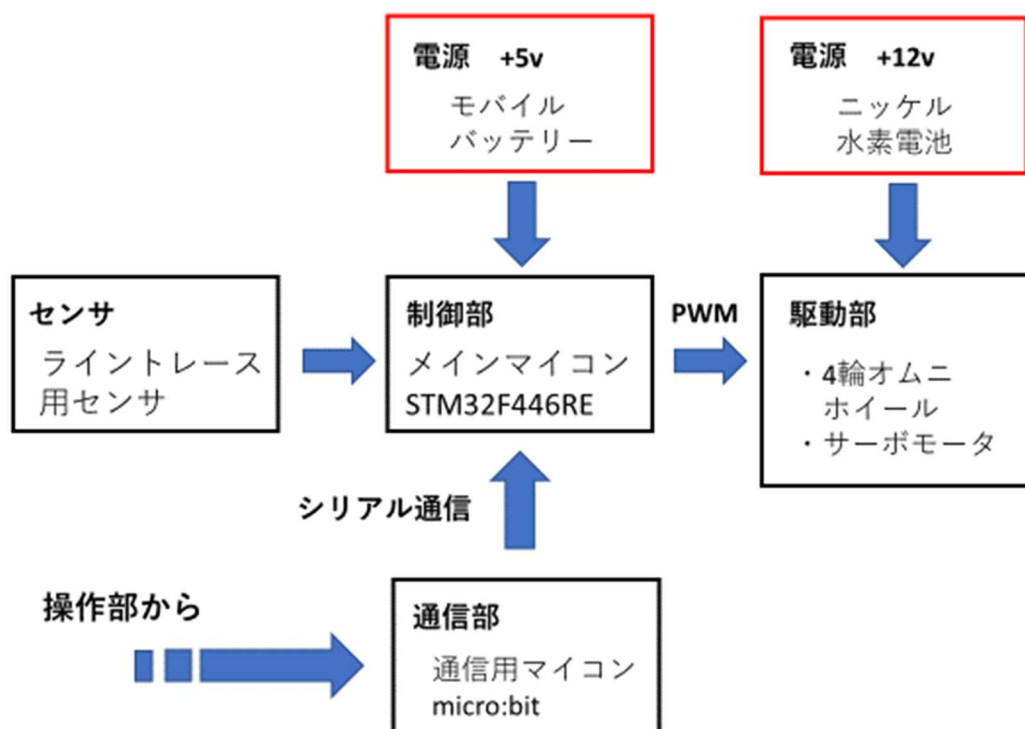 電源 +5v
モバイル
バッテリー
電源 +12v
ニッケル
水素電池
センサ
ライントレース
用センサ
制御部
メインマイコン
STM32F446RE
PWM
駆動部
・4輪オムニ
ホイール
・サーボモータ
シリアル通信
操作部から
通信部
通信用マイコン
micro:bit